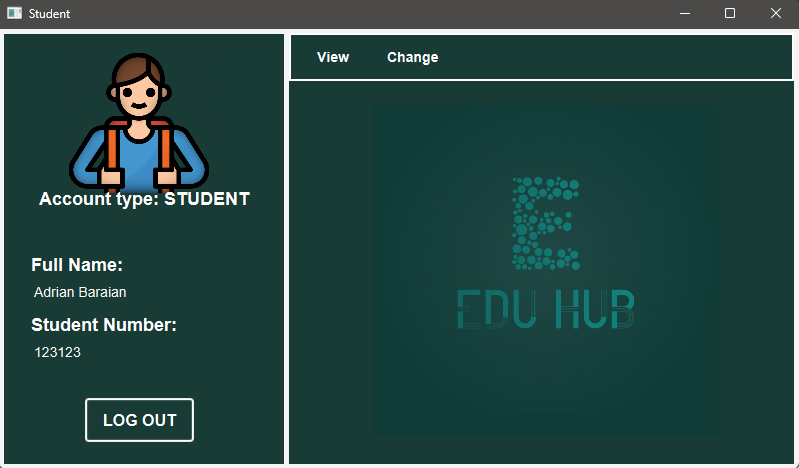 Student
Account type: STUDENT
Full Name:
Adrian Baraian
Student Number:
123123
LOG OUT
View Change
E
EDU HUB